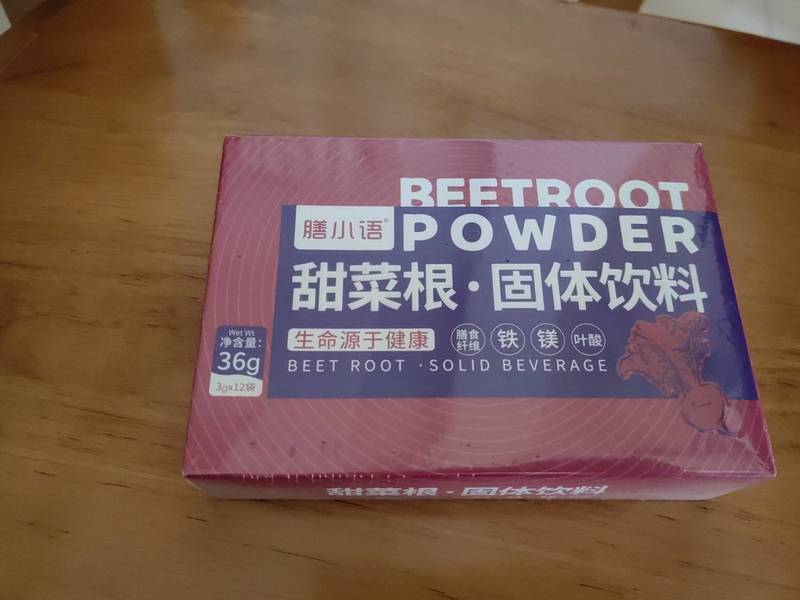 BEETROOT
膳小语®
POWDER
甜菜根·固体饮料
生命源于健康
膳食
纤维
铁
镁
叶酸
BEET ROOT ·SOLID BEVERAGE
Wet Wt
净含量:
36g
3gx12袋
甜菜根·固体饮料